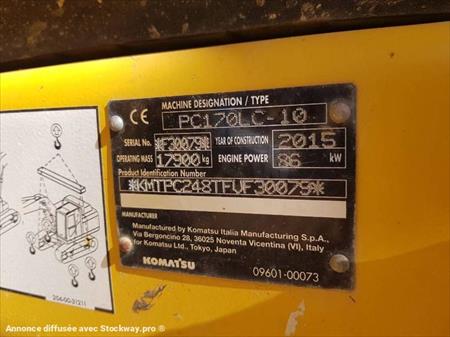 CE
MACHINE DESIGNATION / TYPE
PC170LC-10
SERIAL No. *F30079* YEAR OF CONSTRUCTION 2015
OPERATING MASS 17900 kg ENGINE POWER 86 kW
Product Identification Number
*KMTPC248TFVF30079*
MANUFACTURER
Manufactured by Komatsu Italia Manufacturing S.p.A.,
Via Bergoncino 28, 36025 Noventa Vicentina (VI), Italy
for Komatsu Ltd., Tokyo, Japan
KOMATSU
09601-00073
Annonce diffusée avec Stockway.pro ®